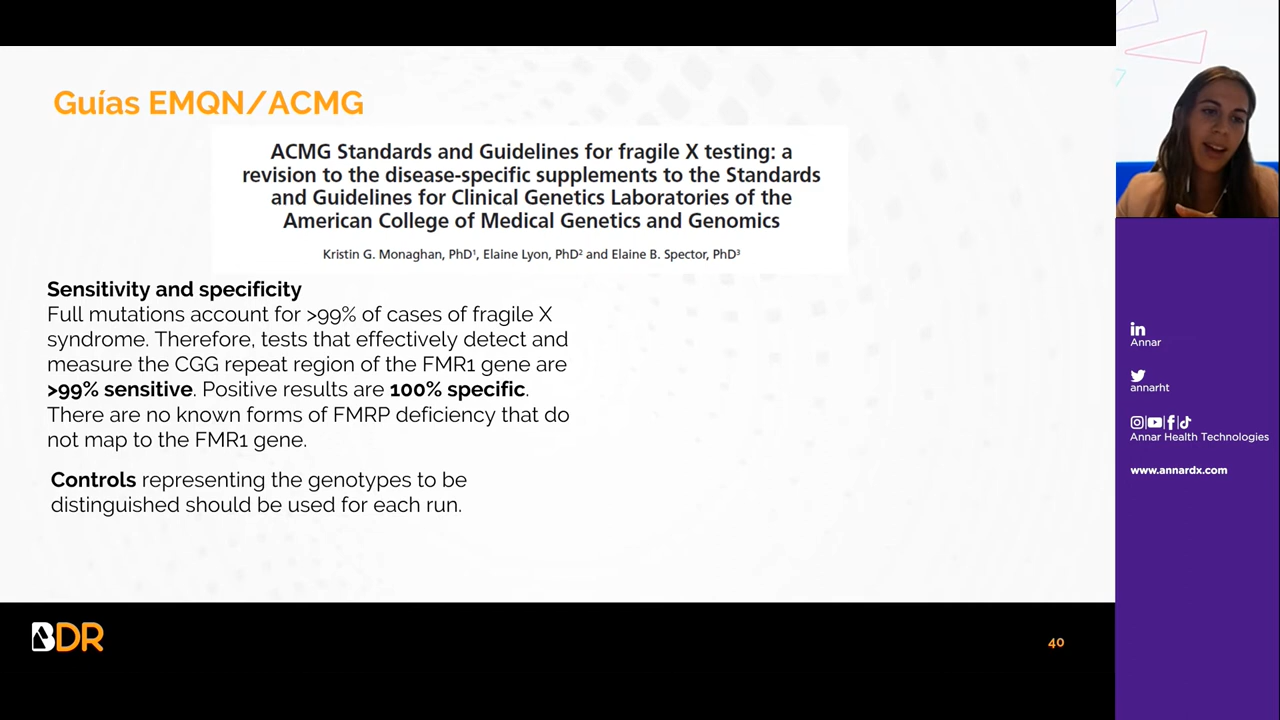 Guías EMQN/ACMG
ACMG Standards and Guidelines for fragile X testing: a
revision to the disease-specific supplements to the Standards
and Guidelines for Clinical Genetics Laboratories of the
American College of Medical Genetics and Genomics
Kristin G. Monaghan, PhD¹, Elaine Lyon, PhD² and Elaine B. Spector, PhD³
Sensitivity and specificity
Full mutations account for >99% of cases of fragile X
syndrome. Therefore, tests that effectively detect and
measure the CGG repeat region of the FMR1 gene are
>99% sensitive. Positive results are 100% specific.
There are no known forms of FMRP deficiency that do
not map to the FMR1 gene.
Controls representing the genotypes to be
distinguished should be used for each run.
BDR
40
in
Annar
annarht
Annar Health Technologies
www.annardx.com